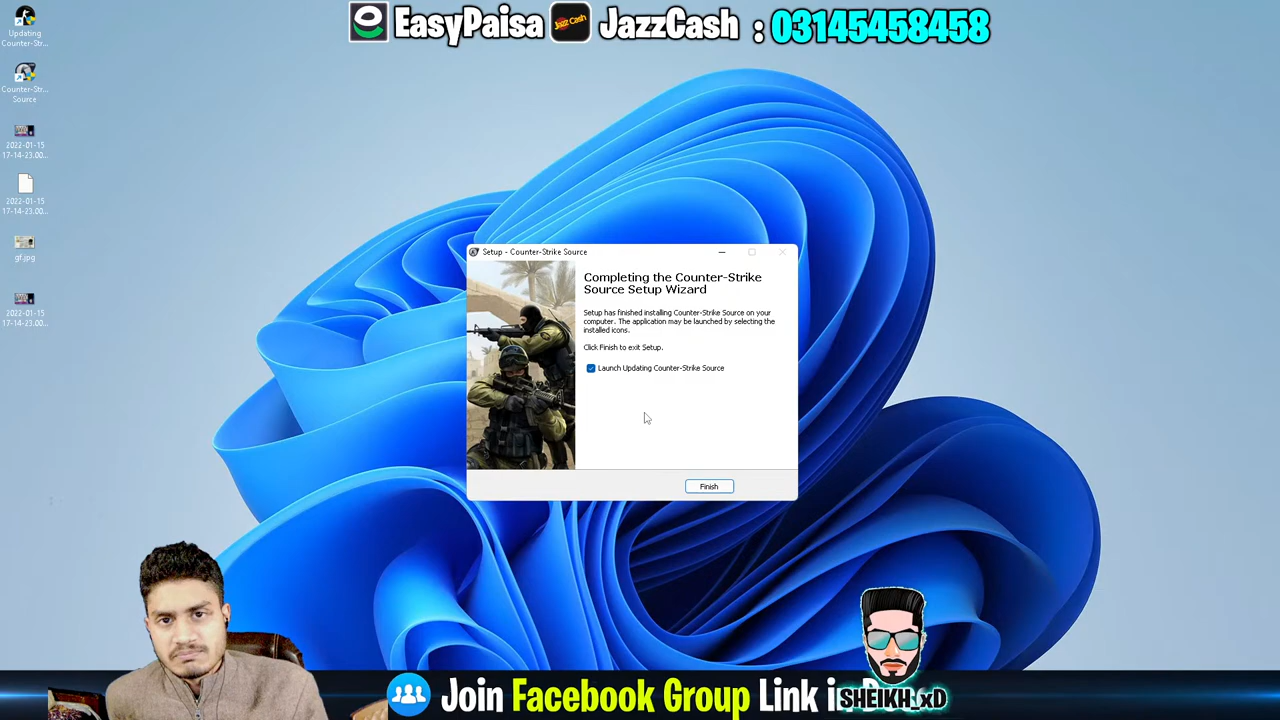 EasyPaisa JazzCash : 03145458458
Updating
Counter-Str...
Counter-Str...
Source
2022-01-15
17-14-23.00...
2022-01-15
17-14-23.00...
gf.jpg
2022-01-15
17-14-23.00...
Setup - Counter-Strike Source
Completing the Counter-Strike
Source Setup Wizard
Setup has finished installing Counter-Strike Source on your
computer. The application may be launched by selecting the
installed icons.
Click Finish to exit Setup.
Launch Updating Counter-Strike Source
Finish
Join Facebook Group Link in
SHEIKH_xD